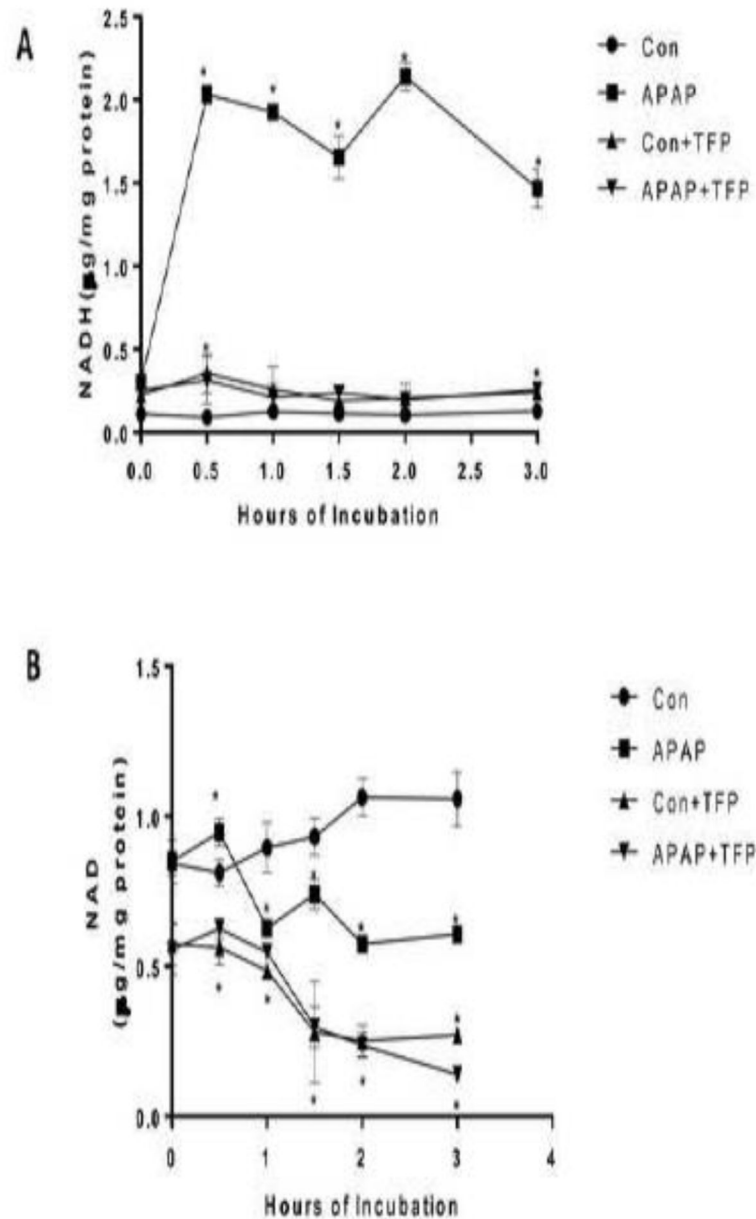 A
NADH (µg/mg protein)
2.5
2.0
1.5
1.0
0.5
0.0
0.0 0.5 1.0 1.5 2.0 3.0
Hours of Incubation
Con
APAP
Con+TFP
APAP+TFP
B
NAD
(µg/mg protein)
1.5
1.0
0.5
0.0
0 1 2 3 4
Hours of Incubation
Con
APAP
Con+TFP
APAP+TFP